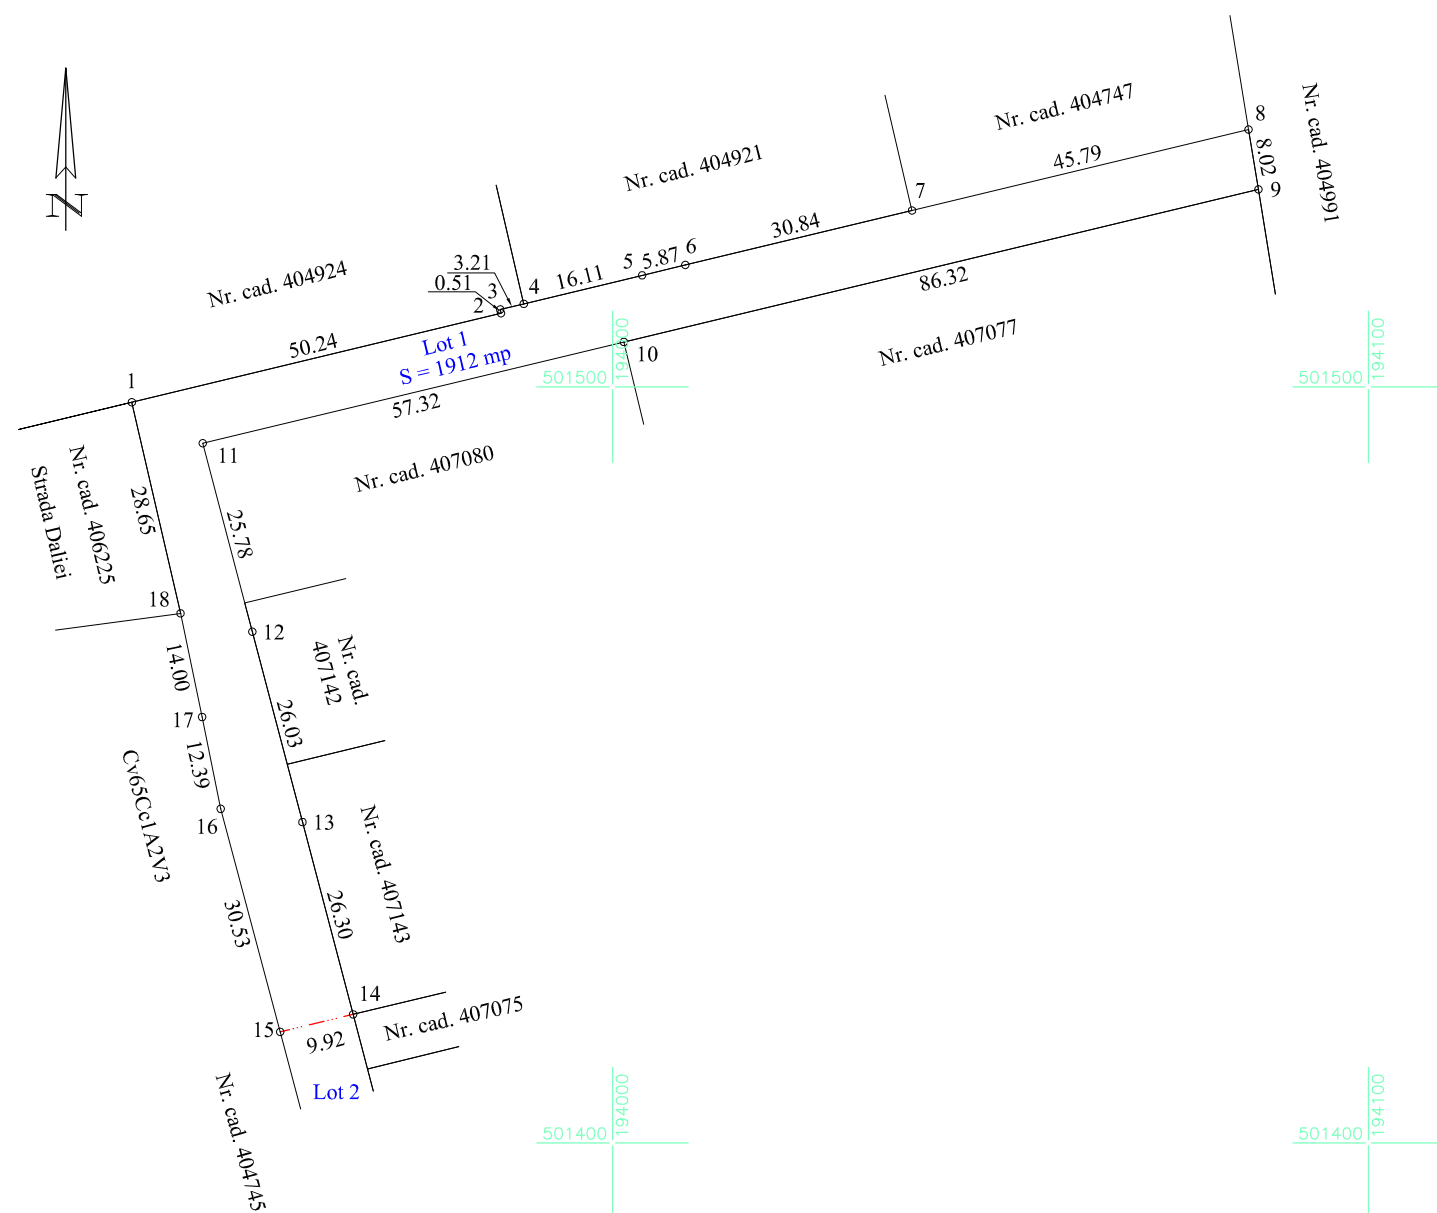 8
Nr. cad. 404747
Nr. cad. 404991
45.79
8.02
Nr. cad. 404921
7
9
N
30.84
6
5.87
5
16.11
86.32
Nr. cad. 404924
3.21
0.51
4
3
2
50.24
Lot 1
S = 1912 mp
Nr. cad. 407077
10
194000
501500
194100
501500
1
57.32
11
Nr. cad. 407080
Nr. cad. 406225
Strada Daliei
28.65
25.78
18
12
14.00
Nr. cad.
407142
17
26.03
12.39
Cv65Cc1A2V3
16
13
Nr. cad. 407143
30.53
26.30
14
15
9.92
Nr. cad. 407075
Lot 2
Nr. cad. 404745
194000
501400
194100
501400